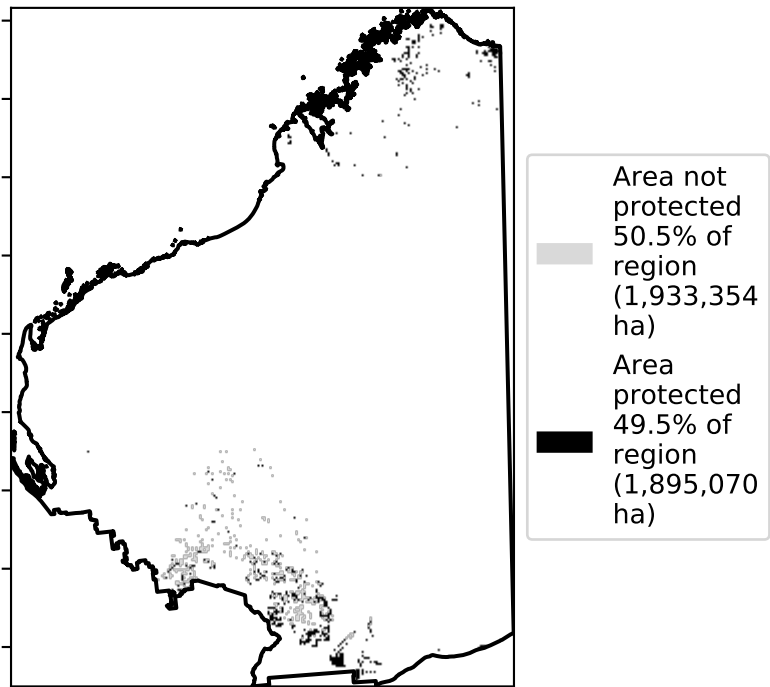 Area not
protected
50.5% of
region
(1,933,354
ha)
Area
protected
49.5% of
region
(1,895,070
ha)